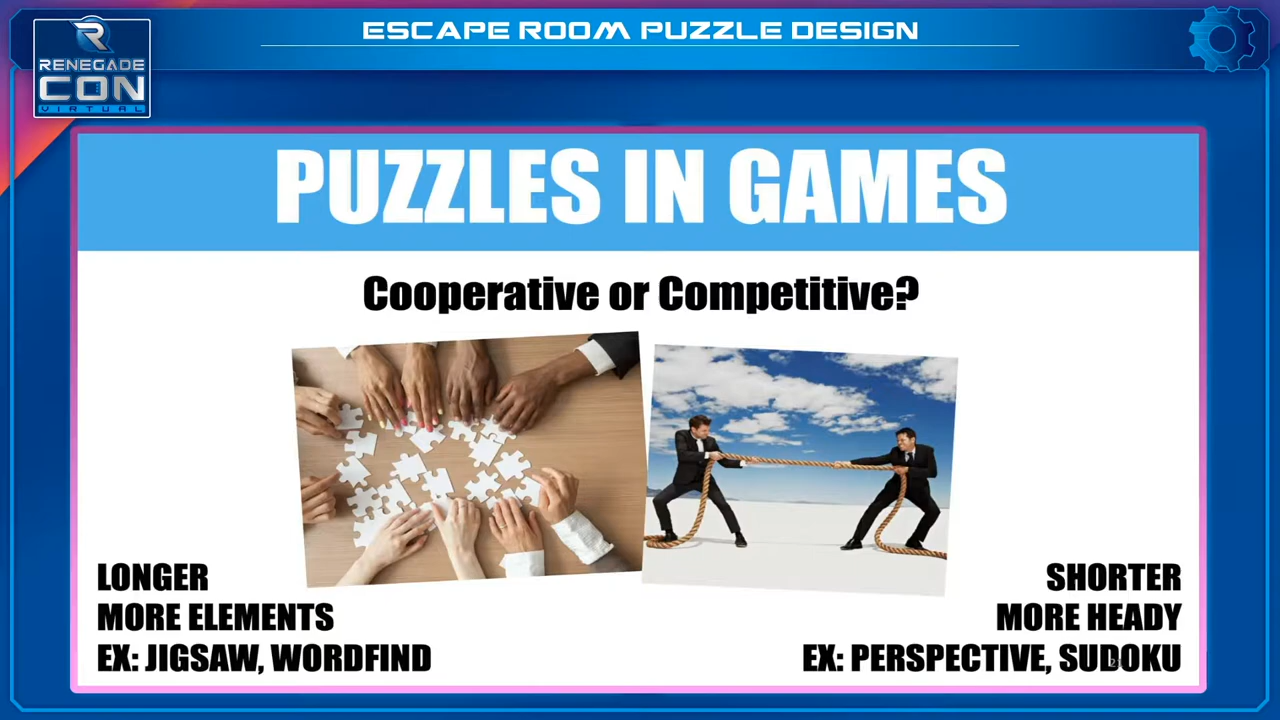 ESCAPE ROOM PUZZLE DESIGN
RENEGADE
CON
VIRTUAL
PUZZLES IN GAMES
Cooperative or Competitive?
LONGER
MORE ELEMENTS
EX: JIGSAW, WORDFIND
SHORTER
MORE HEADY
EX: PERSPECTIVE, SUDOKU